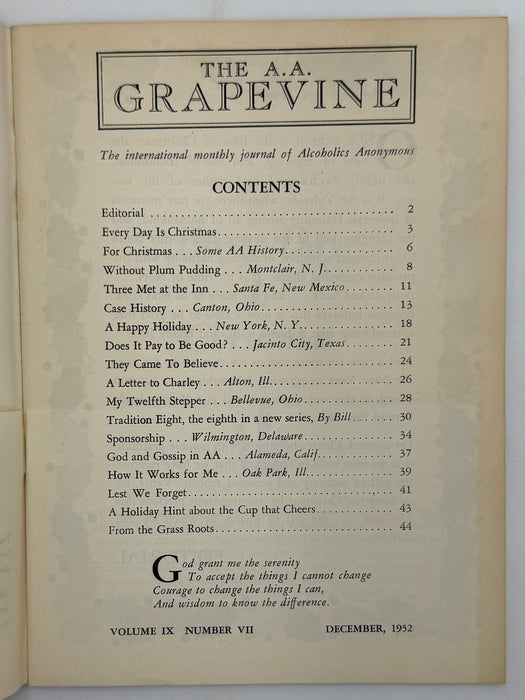 THE A.A.
GRAPEVINE
The international monthly journal of Alcoholics Anonymous
CONTENTS
Editorial . . . . . . . . . . . . . . . . . . . . 2
Every Day Is Christmas . . . . . . . . . . . . . . . 3
For Christmas . . . Some AA History . . . . . . . . . . 6
Without Plum Pudding . . . Montclair, N. J. . . . . . . . 8
Three Met at the Inn . . . Santa Fe, New Mexico . . . . . . 11
Case History . . . Canton, Ohio . . . . . . . . . . . . 13
A Happy Holiday . . . New York, N. Y. . . . . . . . . . 18
Does It Pay to Be Good? . . . Jacinto City, Texas . . . . . 21
They Came To Believe . . . . . . . . . . . . . . . . 24
A Letter to Charley . . . Alton, Ill. . . . . . . . . . . 26
My Twelfth Stepper . . . Bellevue, Ohio . . . . . . . . . 28
Tradition Eight, the eighth in a new series, By Bill . . . . 30
Sponsorship . . . Wilmington, Delaware . . . . . . . . . 34
God and Gossip in AA . . . Alameda, Calif. . . . . . . . 37
How It Works for Me . . . Oak Park, Ill. . . . . . . . . 39
Lest We Forget . . . . . . . . . . . . . . . . . . 41
A Holiday Hint about the Cup that Cheers . . . . . . . . 43
From the Grass Roots . . . . . . . . . . . . . . . . 44
God grant me the serenity
To accept the things I cannot change
Courage to change the things I can,
And wisdom to know the difference.
VOLUME IX NUMBER VII DECEMBER, 1952